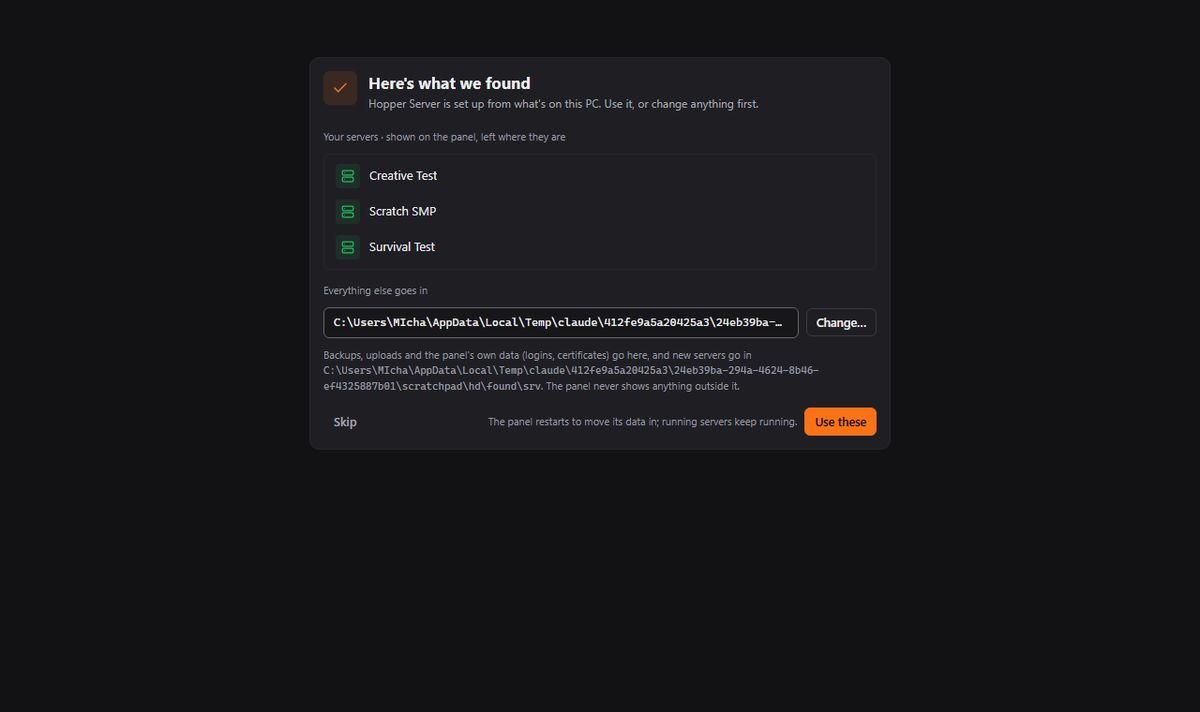 Here's what we found
Hopper Server is set up from what's on this PC. Use it, or change anything first.
Your servers · shown on the panel, left where they are
Creative Test
Scratch SMP
Survival Test
Everything else goes in
C:\Users\MIcha\AppData\Local\Temp\claude\412fe9a5a20425a3\24eb39ba-…
Change...
Backups, uploads and the panel's own data (logins, certificates) go here, and new servers go in
C:\Users\MIcha\AppData\Local\Temp\claude\412fe9a5a20425a3\24eb39ba-294a-4624-8b46-
ef4325887b01\scratchpad\hd\found\srv. The panel never shows anything outside it.
Skip
The panel restarts to move its data in; running servers keep running.
Use these